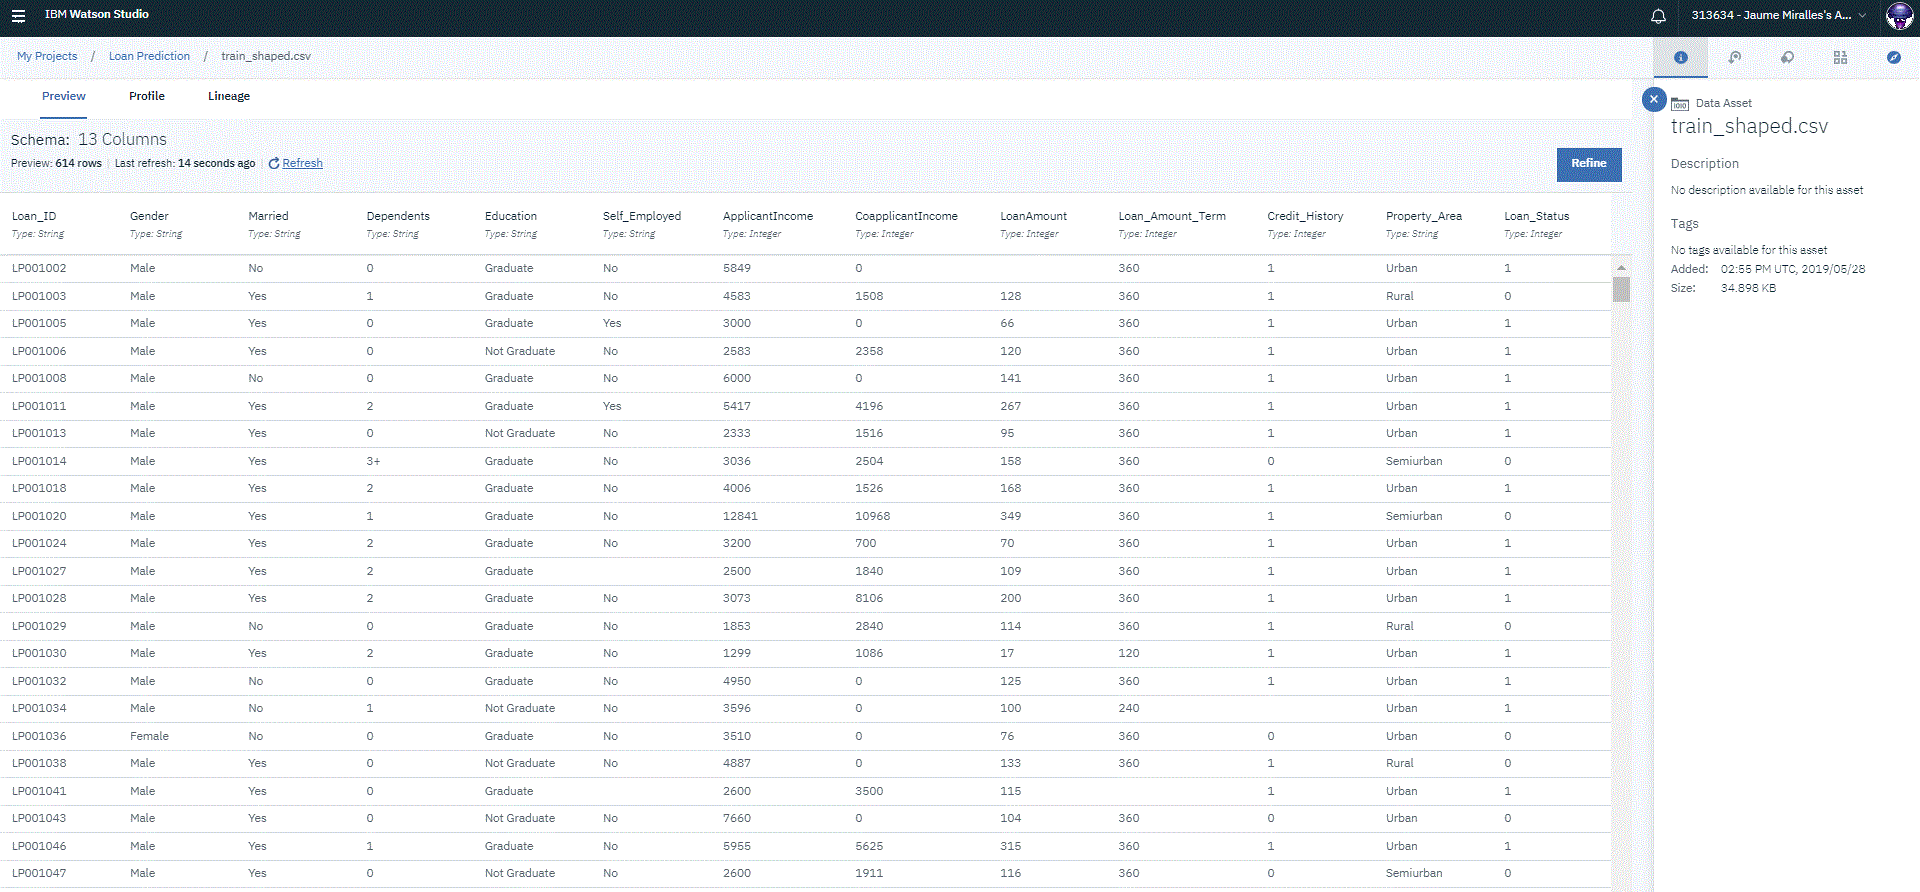 IBM Watson Studio
313634 - Jaume Miralles's A...
My Projects / Loan Prediction / train_shaped.csv
Preview Profile Lineage
Schema: 13 Columns
Preview: 614 rows Last refresh: 14 seconds ago Refresh
Refine
Loan_ID Gender Married Dependents Education Self_Employed ApplicantIncome CoapplicantIncome LoanAmount Loan_Amount_Term Credit_History Property_Area Loan_Status
Type: String Type: String Type: String Type: String Type: String Type: String Type: Integer Type: Integer Type: Integer Type: Integer Type: Integer Type: String Type: Integer
LP001002 Male No 0 Graduate No 5849 0 360 1 Urban 1
LP001003 Male Yes 1 Graduate No 4583 1508 128 360 1 Rural 0
LP001005 Male Yes 0 Graduate Yes 3000 0 66 360 1 Urban 1
LP001006 Male Yes 0 Not Graduate No 2583 2358 120 360 1 Urban 1
LP001008 Male No 0 Graduate No 6000 0 141 360 1 Urban 1
LP001011 Male Yes 2 Graduate Yes 5417 4196 267 360 1 Urban 1
LP001013 Male Yes 0 Not Graduate No 2333 1516 95 360 1 Urban 1
LP001014 Male Yes 3+ Graduate No 3036 2504 158 360 0 Semiurban 0
LP001018 Male Yes 2 Graduate No 4006 1526 168 360 1 Urban 1
LP001020 Male Yes 1 Graduate No 12841 10968 349 360 1 Semiurban 0
LP001024 Male Yes 2 Graduate No 3200 700 70 360 1 Urban 1
LP001027 Male Yes 2 Graduate 2500 1840 109 360 1 Urban 1
LP001028 Male Yes 2 Graduate No 3073 8106 200 360 1 Urban 1
LP001029 Male No 0 Graduate No 1853 2840 114 360 1 Rural 0
LP001030 Male Yes 2 Graduate No 1299 1086 17 120 1 Urban 1
LP001032 Male No 0 Graduate No 4950 0 125 360 1 Urban 1
LP001034 Male No 1 Not Graduate No 3596 0 100 240 Urban 1
LP001036 Female No 0 Graduate No 3510 0 76 360 0 Urban 0
LP001038 Male Yes 0 Not Graduate No 4887 0 133 360 1 Rural 0
LP001041 Male Yes 0 Graduate 2600 3500 115 1 Urban 1
LP001043 Male Yes 0 Not Graduate No 7660 0 104 360 0 Urban 0
LP001046 Male Yes 1 Graduate No 5955 5625 315 360 1 Urban 1
LP001047 Male Yes 0 Not Graduate No 2600 1911 116 360 0 Semiurban 0
Data Asset
train_shaped.csv
Description
No description available for this asset
Tags
No tags available for this asset
Added: 02:55 PM UTC, 2019/05/28
Size: 34.898 KB